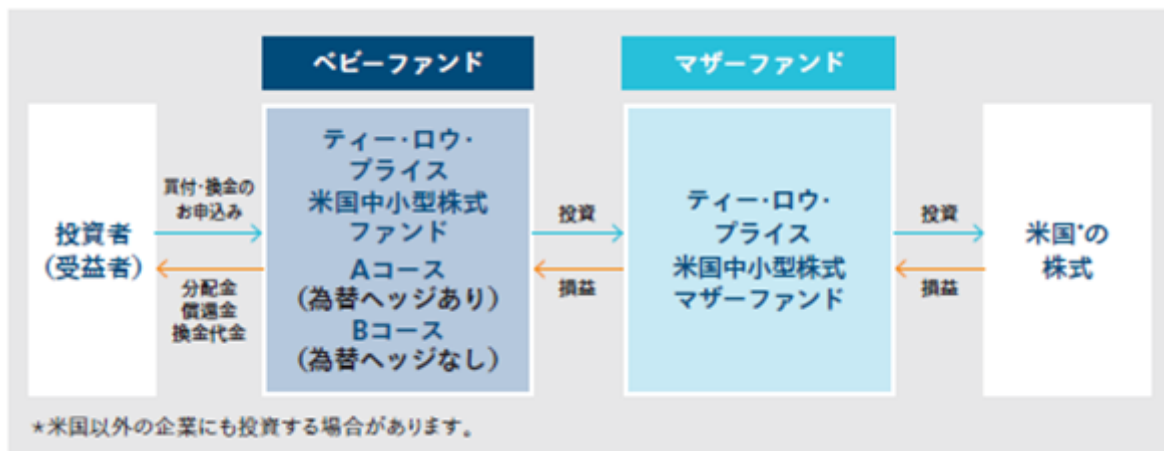 ベビーファンド
マザーファンド
投資者
(受益者)
買付・換金の
お申込み
分配金
償還金
換金代金
ティー・ロウ・
プライス
米国中小型株式
ファンド
Aコース
(為替ヘッジあり)
Bコース
(為替ヘッジなし)
投資
損益
ティー・ロウ・
プライス
米国中小型株式
マザーファンド
投資
損益
米国*の
株式
*米国以外の企業にも投資する場合があります。